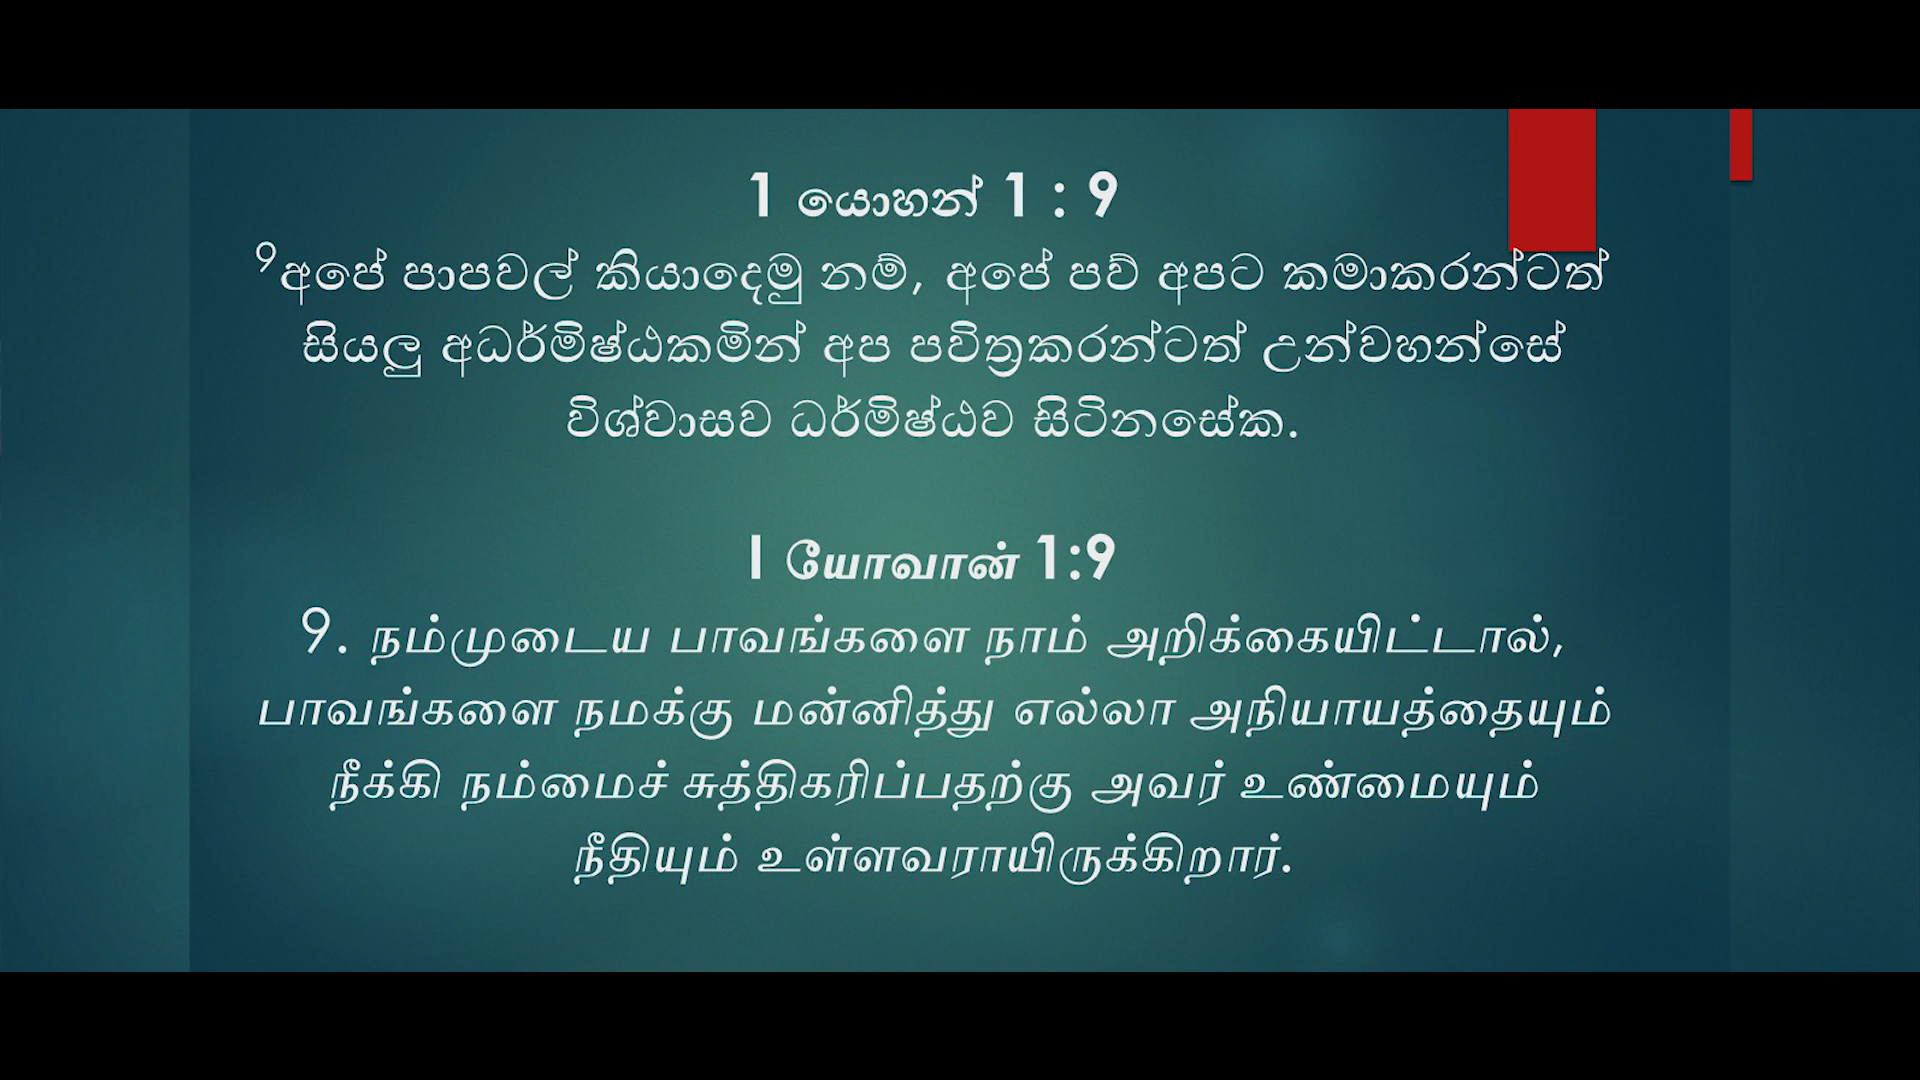 1 යොහන් 1 : 9
9අපේ පාපවල් කියාදෙමු නම්, අපේ පව් අපට කමාකරන්ටත්
සියලු අධර්මිෂ්ඨකමින් අප පවිත්‍රකරන්ටත් උන්වහන්සේ
විශ්වාසව ධර්මිෂ්ඨව සිටිනසේක.
I யோவான் 1:9
9. நம்முடைய பாவங்களை நாம் அறிக்கையிட்டால்,
பாவங்களை நமக்கு மன்னித்து எல்லா அநியாயத்தையும்
நீக்கி நம்மைச் சுத்திகரிப்பதற்கு அவர் உண்மையும்
நீதியும் உள்ளவராயிருக்கிறார்.